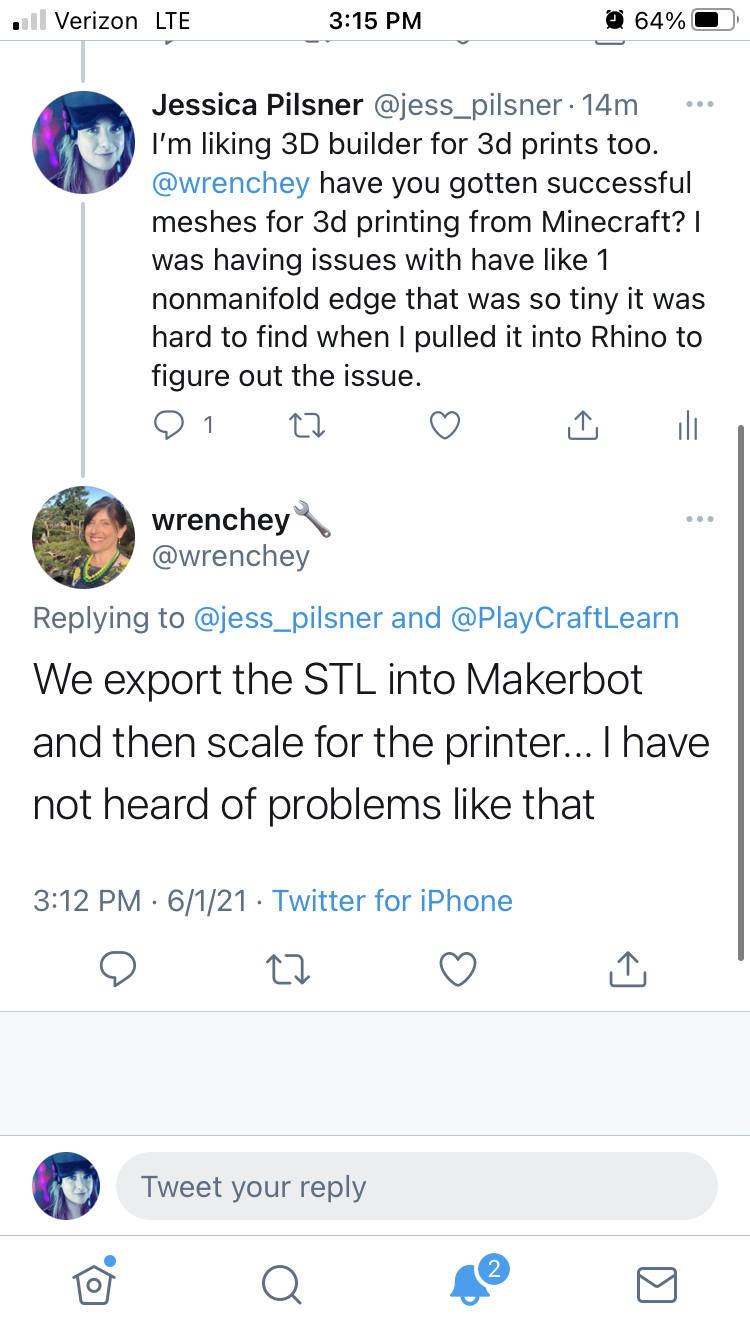 Verizon LTE 3:15 PM 64%
Jessica Pilsner @jess_pilsner · 14m
I'm liking 3D builder for 3d prints too.
@wrenchey have you gotten successful
meshes for 3d printing from Minecraft? I
was having issues with have like 1
nonmanifold edge that was so tiny it was
hard to find when I pulled it into Rhino to
figure out the issue.
1
wrenchey
@wrenchey
Replying to @jess_pilsner and @PlayCraftLearn
We export the STL into Makerbot
and then scale for the printer... I have
not heard of problems like that
3:12 PM · 6/1/21 · Twitter for iPhone
Tweet your reply
2